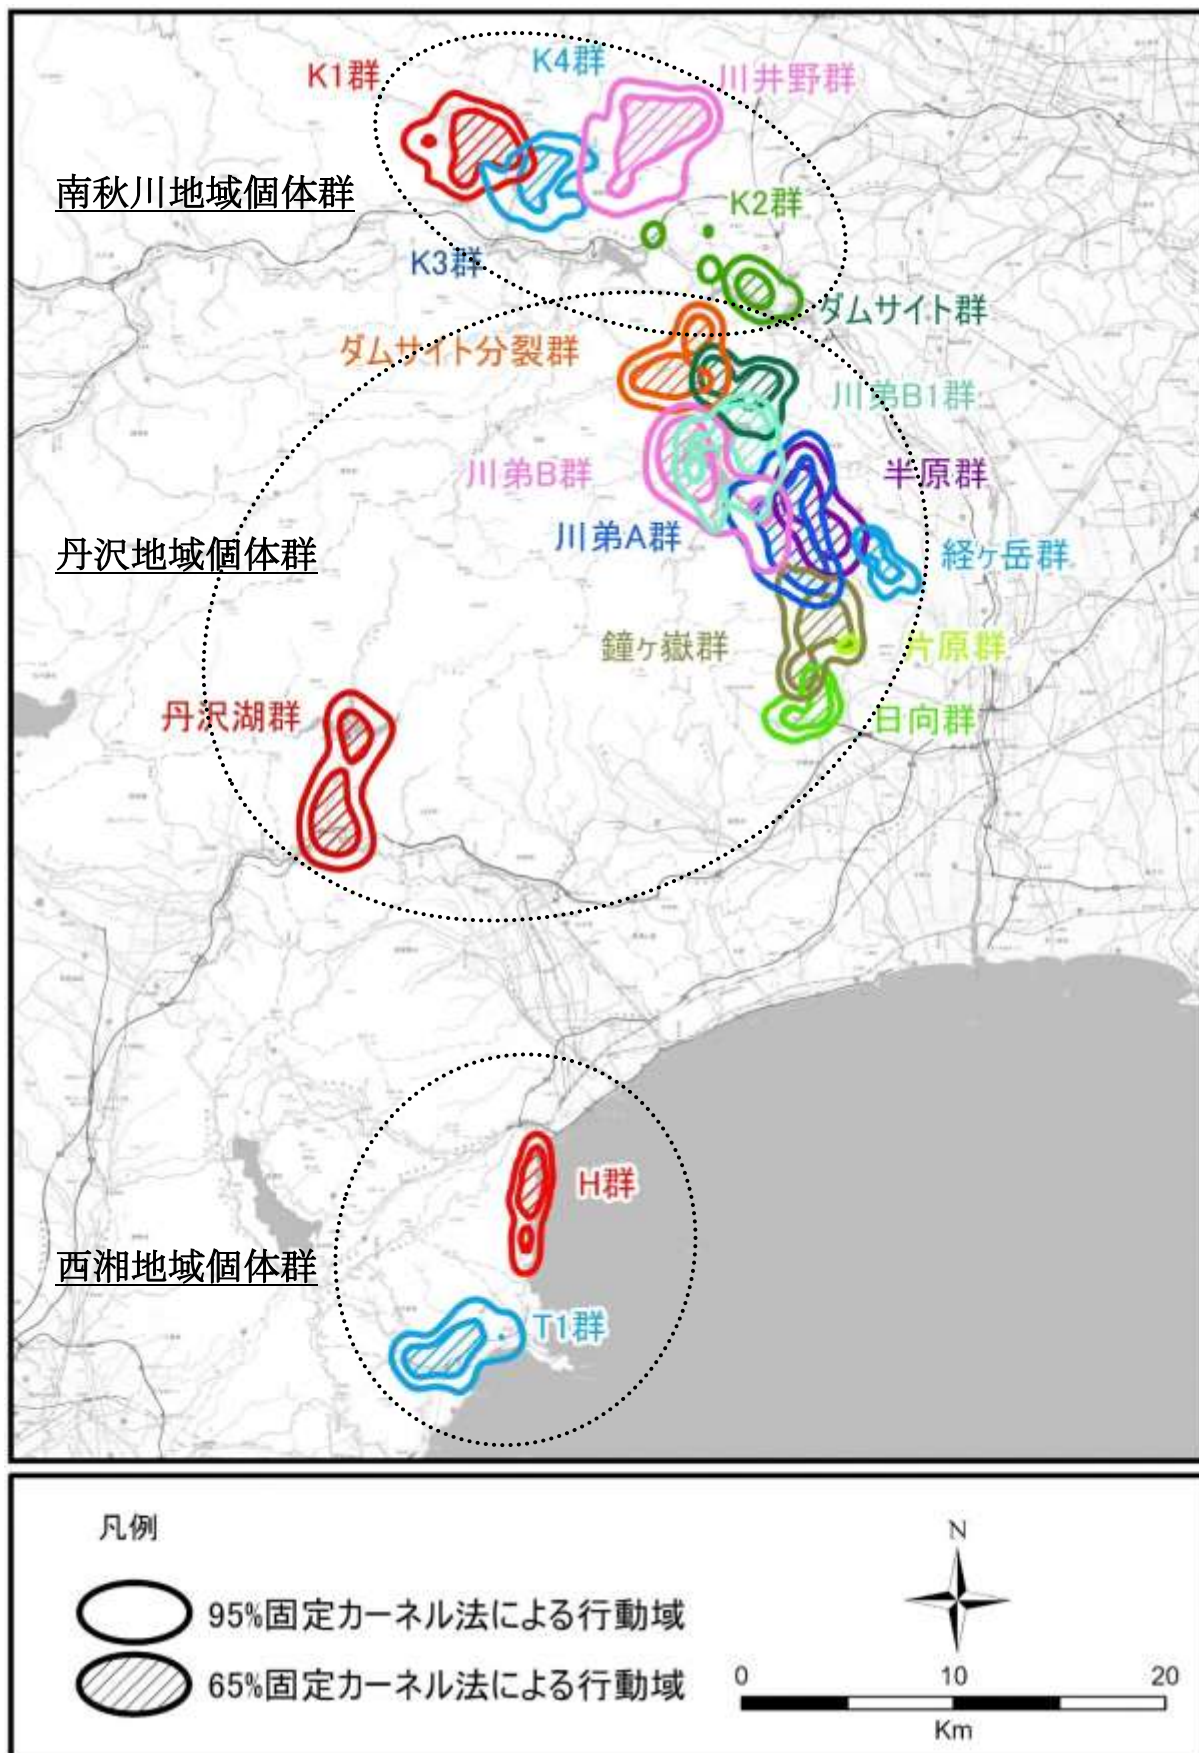 K4群
K1群
川井野群
南秋川地域個体群
K2群
K3群
ダムサイト群
ダムサイト分裂群
川弟B1群
川弟B群
半原群
川弟A群
丹沢地域個体群
経ヶ岳群
鐘ヶ嶽群
片原群
丹沢湖群
日向群
H群
西湘地域個体群
T1群
凡例
N
95%固定カーネル法による行動域
65%固定カーネル法による行動域
0 10 20
Km